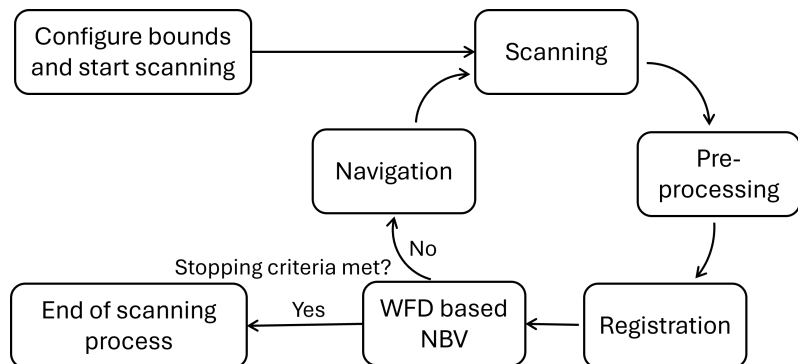 Configure bounds
and start scanning
Scanning
Pre-
processing
Navigation
No
Stopping criteria met?
End of scanning
process
Yes
WFD based
NBV
Registration